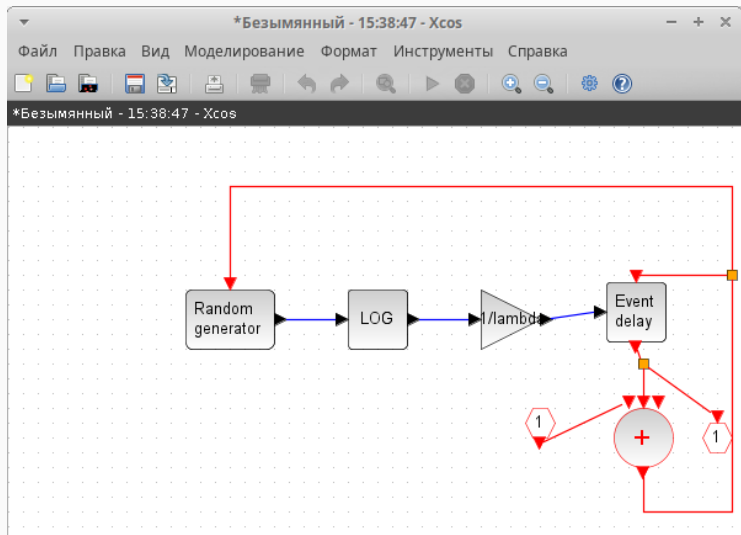 *Безымянный - 15:38:47 - Xcos
Файл Правка Вид Моделирование Формат Инструменты Справка
*Безымянный - 15:38:47 - Xcos
Random
generator
LOG
1/lambda
Event
delay
1
+
1